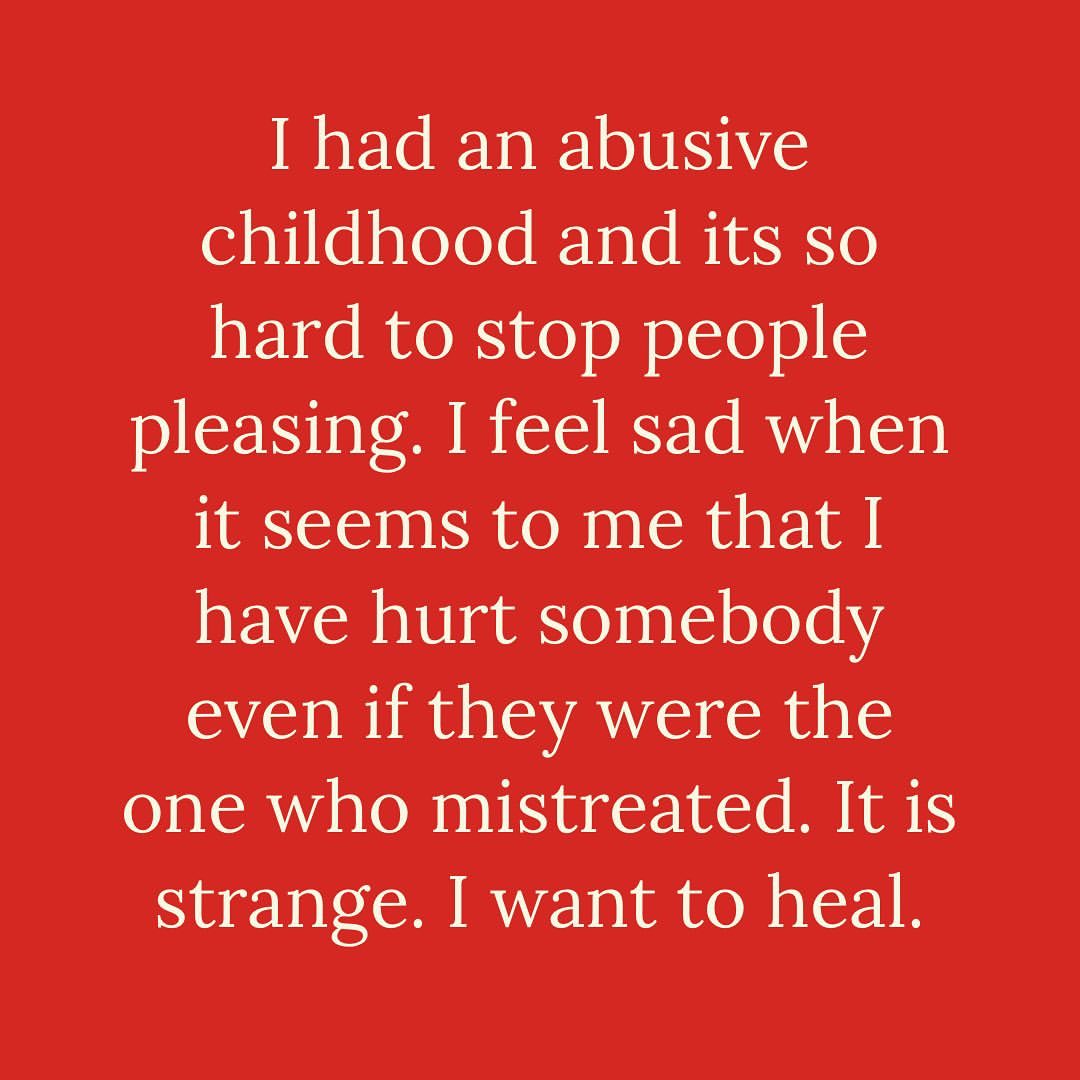 I had an abusive
childhood and its so
hard to stop people
pleasing. I feel sad when
it seems to me that I
have hurt somebody
even if they were the
one who mistreated. It is
strange. I want to heal.